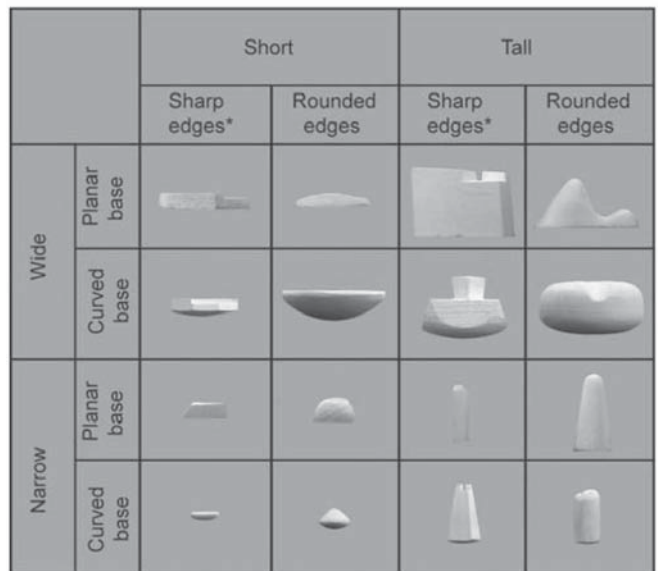 Short
Tall
Sharp
edges*
Rounded
edges
Sharp
edges*
Rounded
edges
Wide
Planar
base
Curved
base
Narrow
Planar
base
Curved
base